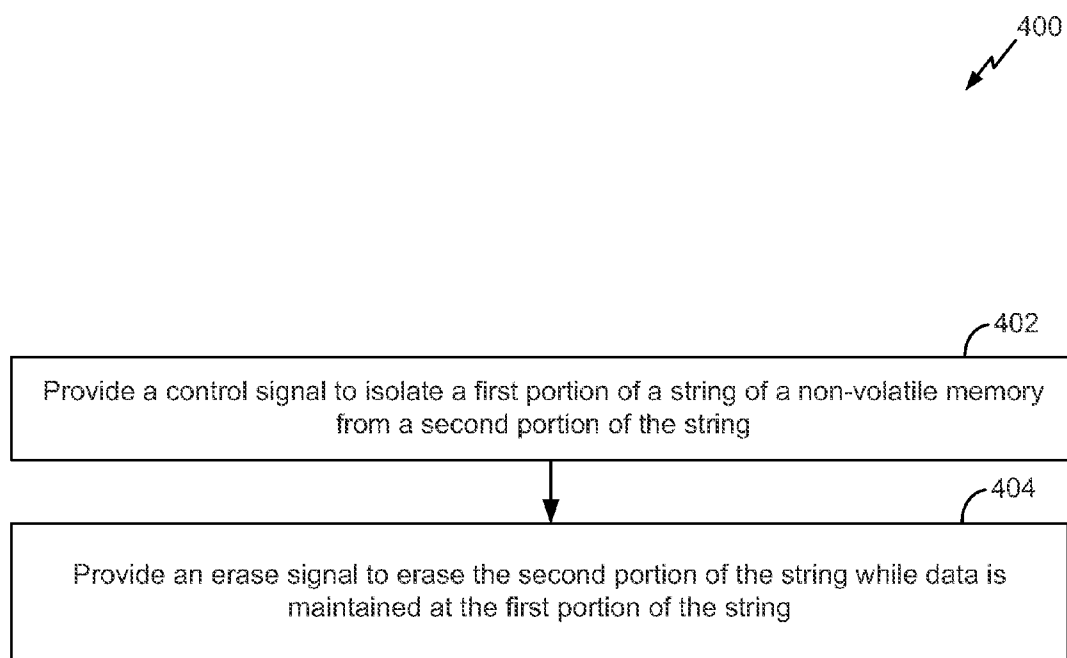 400
402
Provide a control signal to isolate a first portion of a string of a non-volatile memory
from a second portion of the string
404
Provide an erase signal to erase the second portion of the string while data is
maintained at the first portion of the string